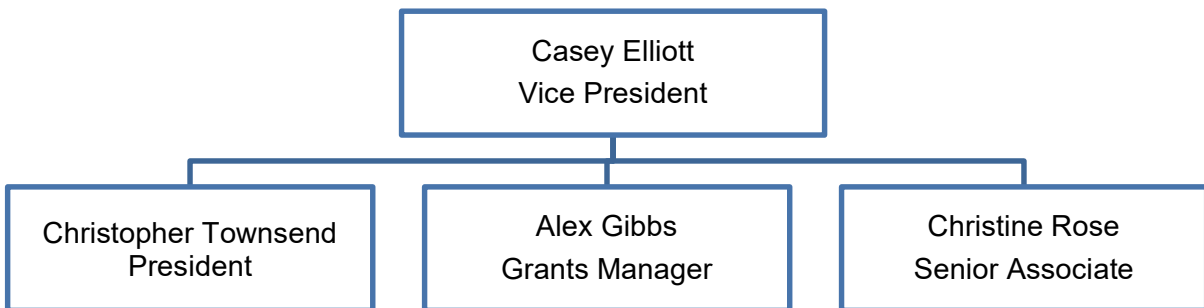 Casey Elliott
Vice President
Christopher Townsend
President
Alex Gibbs
Grants Manager
Christine Rose
Senior Associate